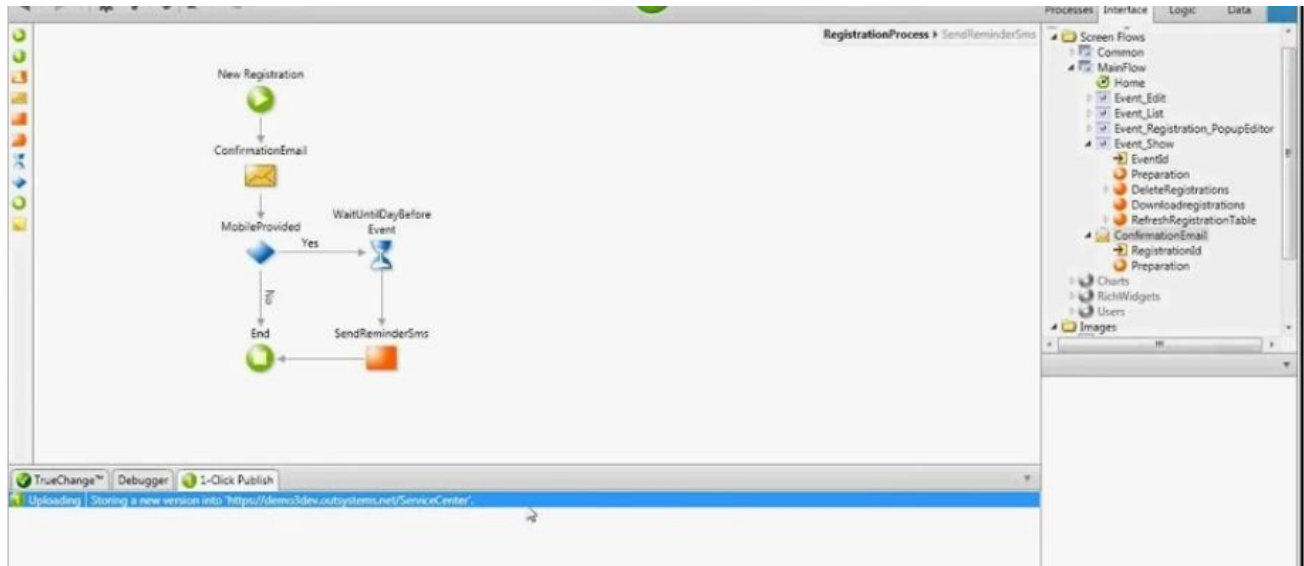 Processes Interface Logic Data
RegistrationProcess ▸ SendReminderSms
New Registration
ConfirmationEmail
MobileProvided
Yes
WaitUntilDayBefore
Event
No
End
SendReminderSms
Screen Flows
Common
MainFlow
Home
Event_Edit
Event_List
Event_Registration_PopupEditor
Event_Show
EventId
Preparation
DeleteRegistrations
Downloadregistrations
RefreshRegistrationTable
ConfirmationEmail
RegistrationId
Preparation
Charts
RichWidgets
Users
Images
TrueChange™ Debugger 1-Click Publish
Uploading Storing a new version into 'https://demo3dev.outsystems.net/ServiceCenter'.